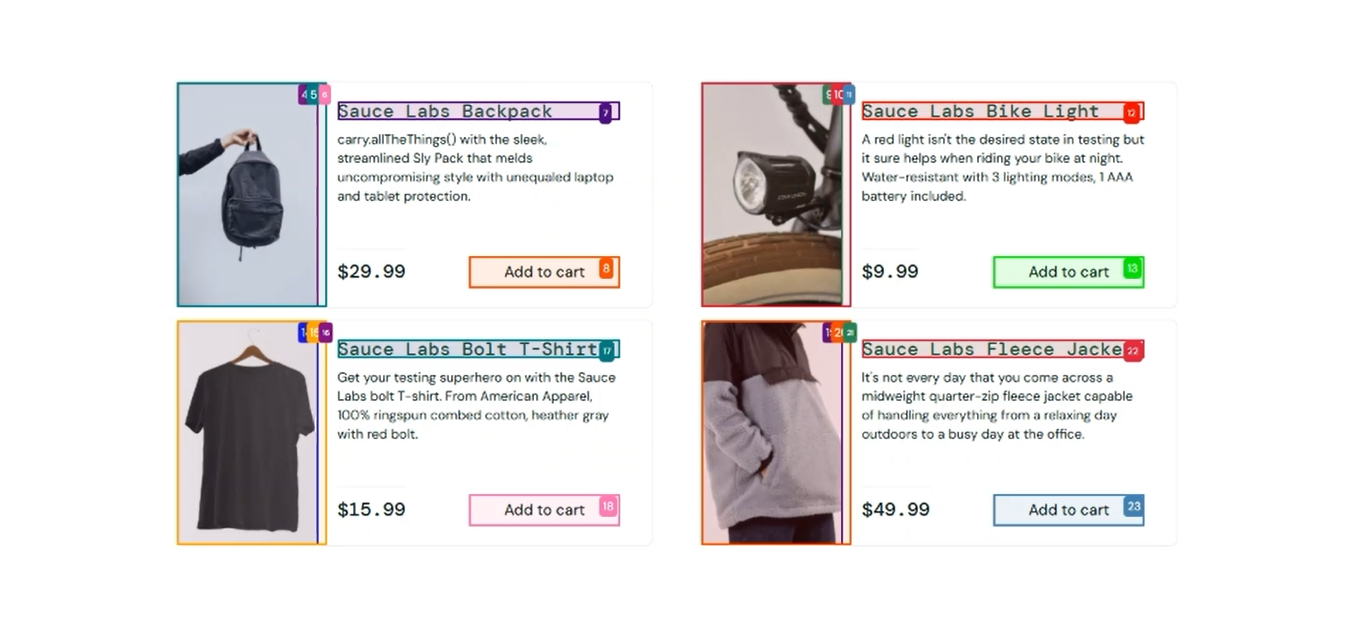 4 5 6
Sauce Labs Backpack 7
carry.allTheThings() with the sleek,
streamlined Sly Pack that melds
uncompromising style with unequaled laptop
and tablet protection.
$29.99
Add to cart 8
9 10 11
Sauce Labs Bike Light 12
A red light isn't the desired state in testing but
it sure helps when riding your bike at night.
Water-resistant with 3 lighting modes, 1 AAA
battery included.
$9.99
Add to cart 13
16
Sauce Labs Bolt T-Shirt 17
Get your testing superhero on with the Sauce
Labs bolt T-shirt. From American Apparel,
100% ringspun combed cotton, heather gray
with red bolt.
$15.99
Add to cart 18
21
Sauce Labs Fleece Jacke 22
It's not every day that you come across a
midweight quarter-zip fleece jacket capable
of handling everything from a relaxing day
outdoors to a busy day at the office.
$49.99
Add to cart 23